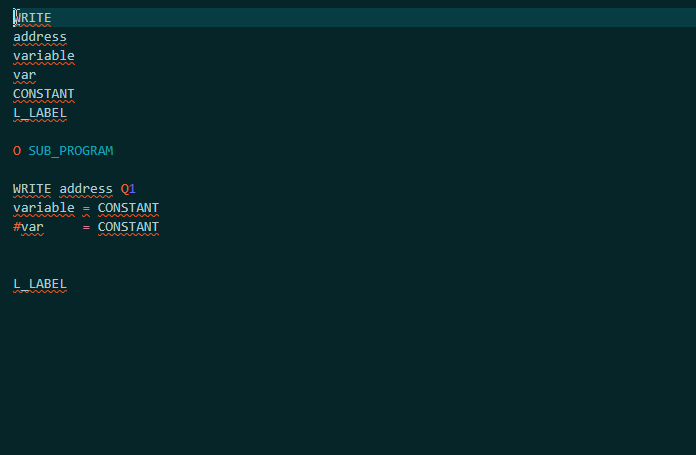 WRITE
address
variable
var
CONSTANT
L_LABEL
O SUB_PROGRAM
WRITE address Q1
variable = CONSTANT
#var     = CONSTANT
L_LABEL